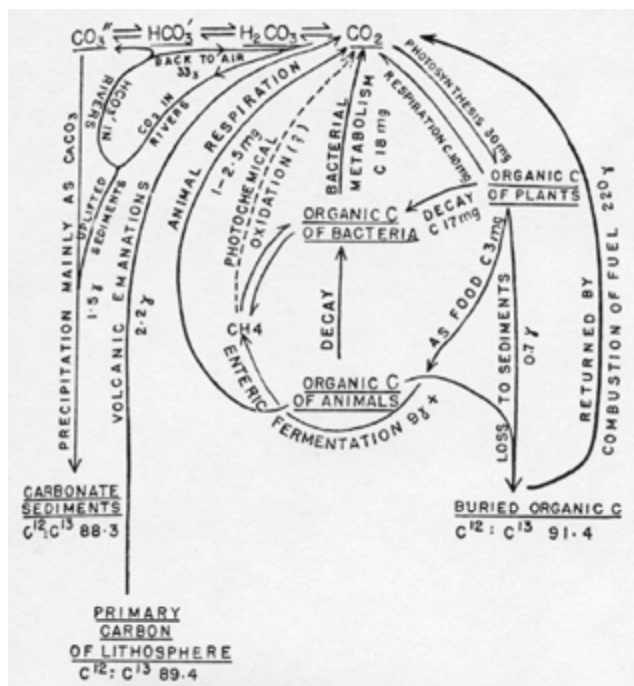 CO3″ ⇌ HCO3′ ⇌ H2CO3 ⇌ CO2
BACK TO AIR
33γ
HCO3′ IN
RIVERS
CO2 IN
RIVERS
UPLIFTED
SEDIMENTS
1.5γ
PRECIPITATION MAINLY AS CACO3
VOLCANIC EMANATIONS
2.2γ
ANIMAL RESPIRATION
1-2.5mg
PHOTOCHEMICAL
OXIDATION (?)
BACTERIAL
METABOLISM
C 18mg
RESPIRATION C 10mg
PHOTOSYNTHESIS 30mg
ORGANIC C
OF PLANTS
DECAY
C 17mg
ORGANIC C
OF BACTERIA
CH4
DECAY
AS FOOD C 3mg
ENTERIC
FERMENTATION 9γ+
ORGANIC C
OF ANIMALS
LOSS TO SEDIMENTS
0.7γ
RETURNED BY
COMBUSTION OF FUEL 220γ
CARBONATE
SEDIMENTS
C12:C13 88.3
BURIED ORGANIC C
C12: C13 91.4
PRIMARY
CARBON
OF LITHOSPHERE
C12: C13 89.4